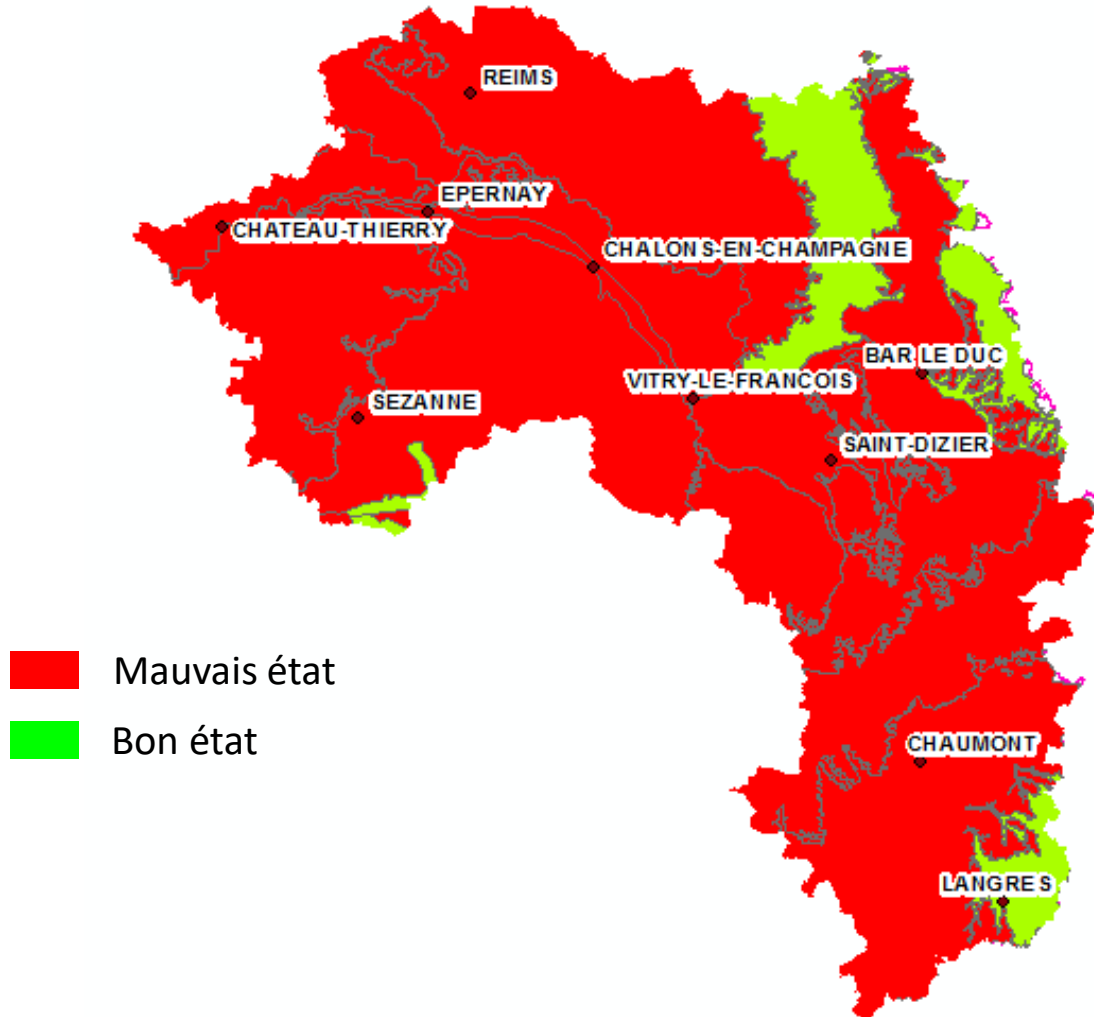 REIMS
EPERNAY
CHATEAU-THIERRY
CHALONS-EN-CHAMPAGNE
BAR LE DUC
VITRY-LE-FRANCOIS
SEZANNE
SAINT-DIZIER
Mauvais état
Bon état
CHAUMONT
LANGRES